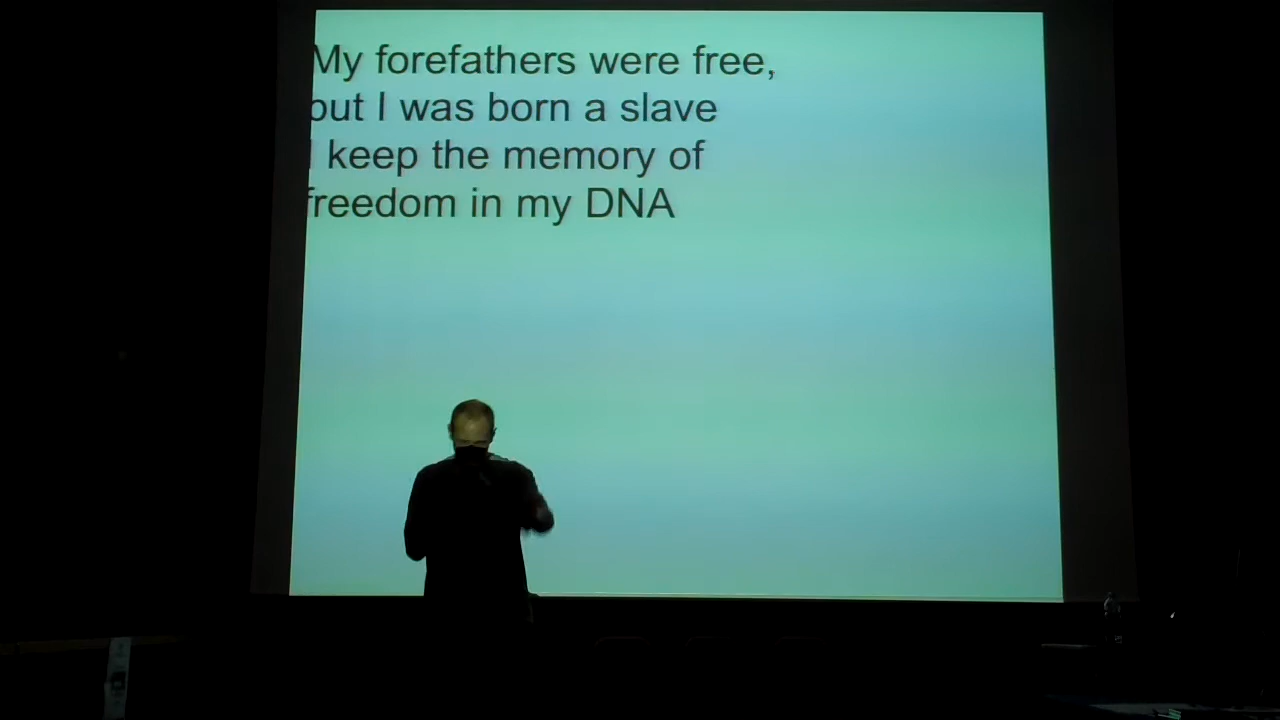 My forefathers were free,
but I was born a slave
I keep the memory of
freedom in my DNA